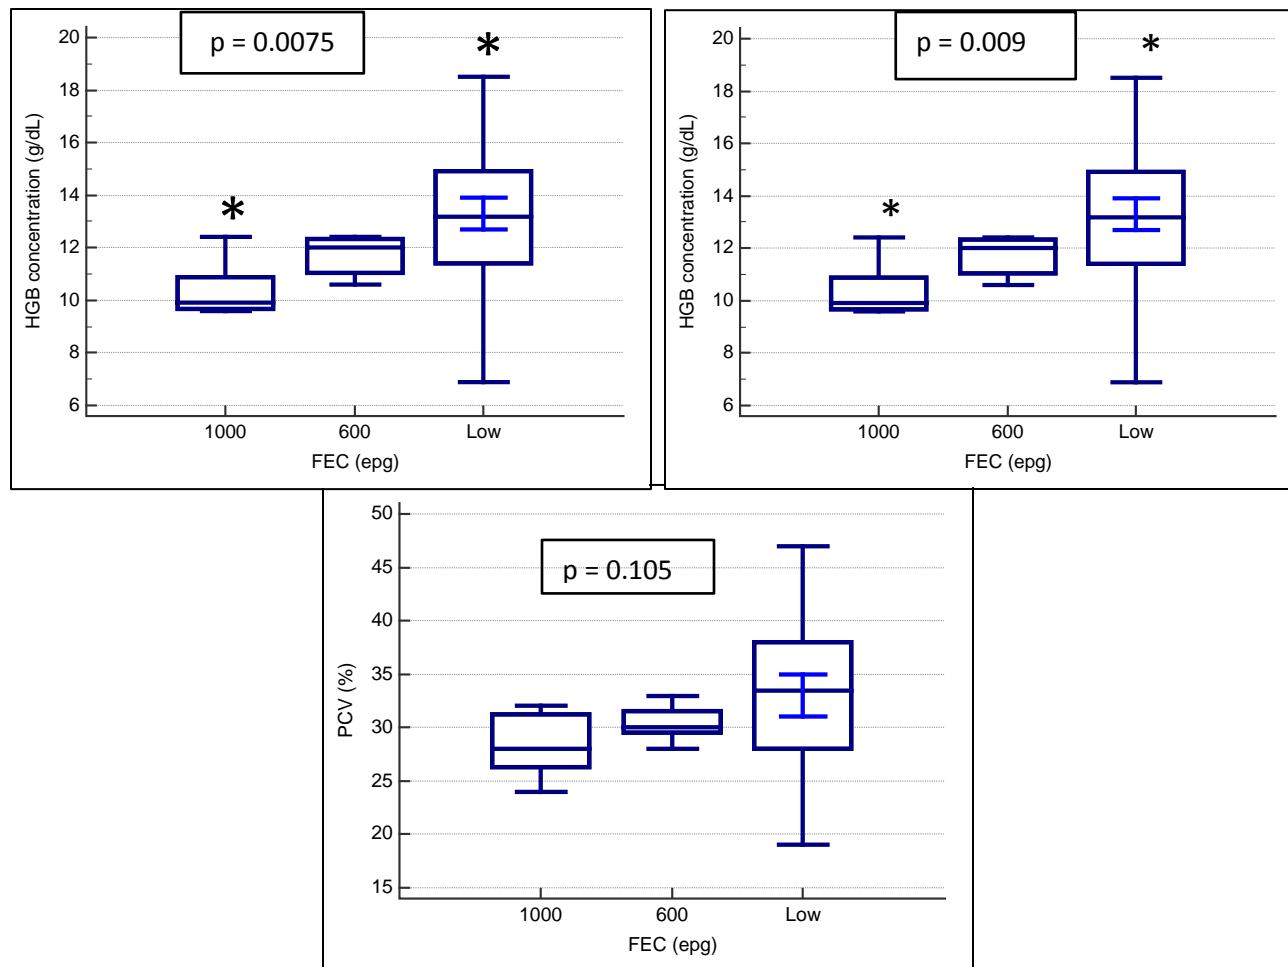 p = 0.0075
*
*
HGB concentration (g/dL)
20
18
16
14
12
10
8
6
1000
600
Low
FEC (epg)
p = 0.009
*
*
HGB concentration (g/dL)
20
18
16
14
12
10
8
6
1000
600
Low
FEC (epg)
p = 0.105
PCV (%)
50
45
40
35
30
25
20
15
1000
600
Low
FEC (epg)